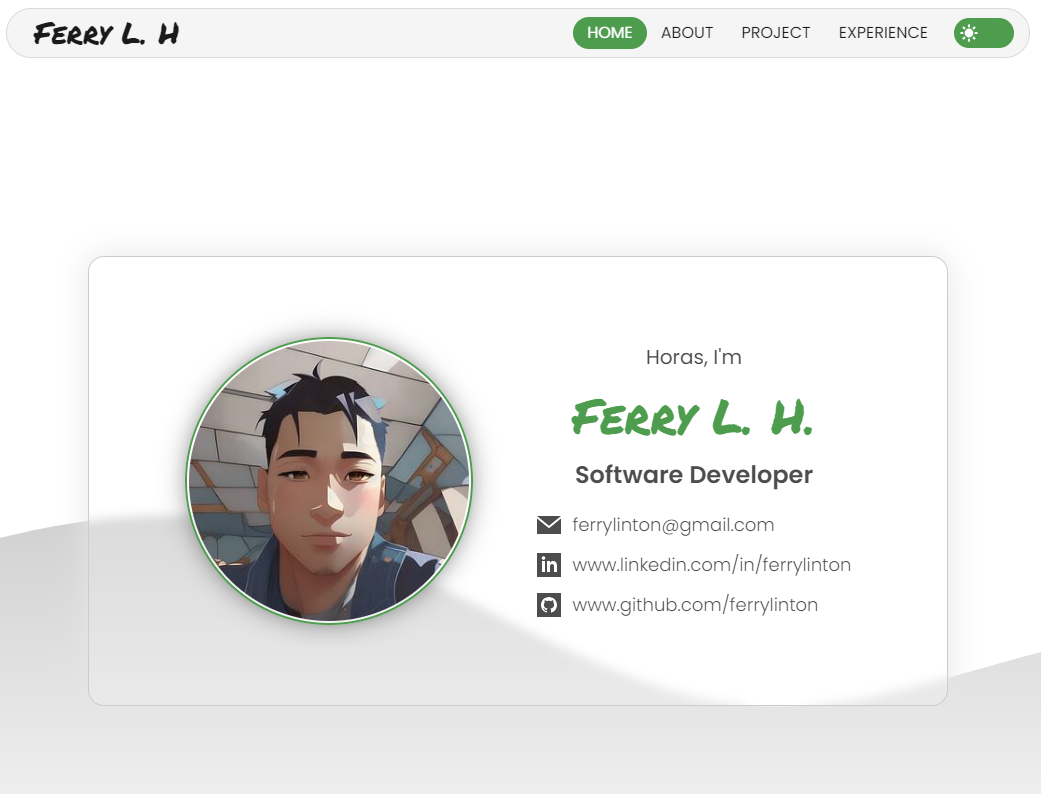 Ferry L. H
HOME ABOUT PROJECT EXPERIENCE
Horas, I'm
Ferry L. H.
Software Developer
ferrylinton@gmail.com
in www.linkedin.com/in/ferrylinton
www.github.com/ferrylinton